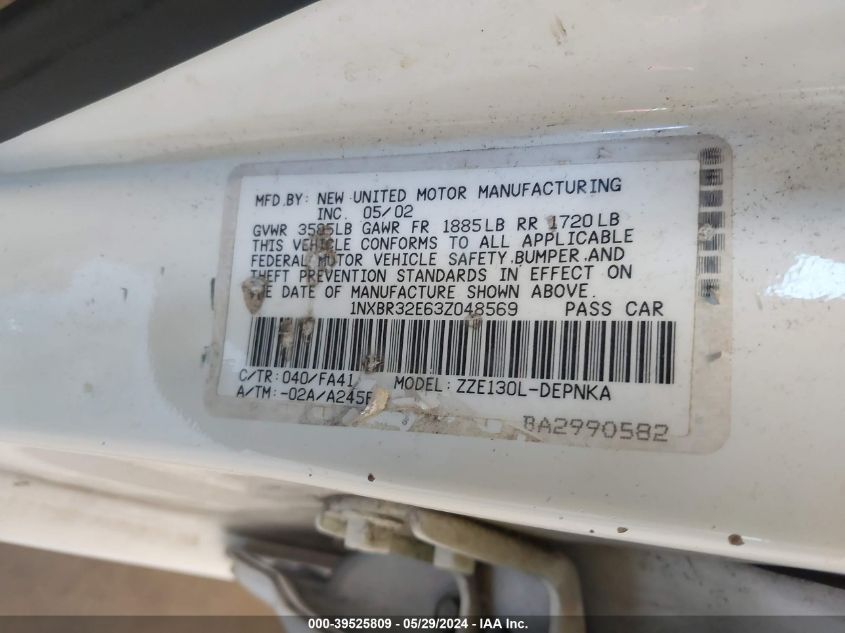 MFD.BY: NEW UNITED MOTOR MANUFACTURING
INC. 05/02
GVWR 3585LB GAWR FR 1885LB RR 1720LB
THIS VEHICLE CONFORMS TO ALL APPLICABLE
FEDERAL MOTOR VEHICLE SAFETY.BUMPER.AND
THEFT PREVENTION STANDARDS IN EFFECT ON
THE DATE OF MANUFACTURE SHOWN ABOVE.
1NXBR32E63Z048569 PASS CAR
C/TR:040/FA41 MODEL: ZZE130L-DEPNKA
A/TM:-02A/A245E
BA2990582
000-39525809 - 05/29/2024 - IAA Inc.